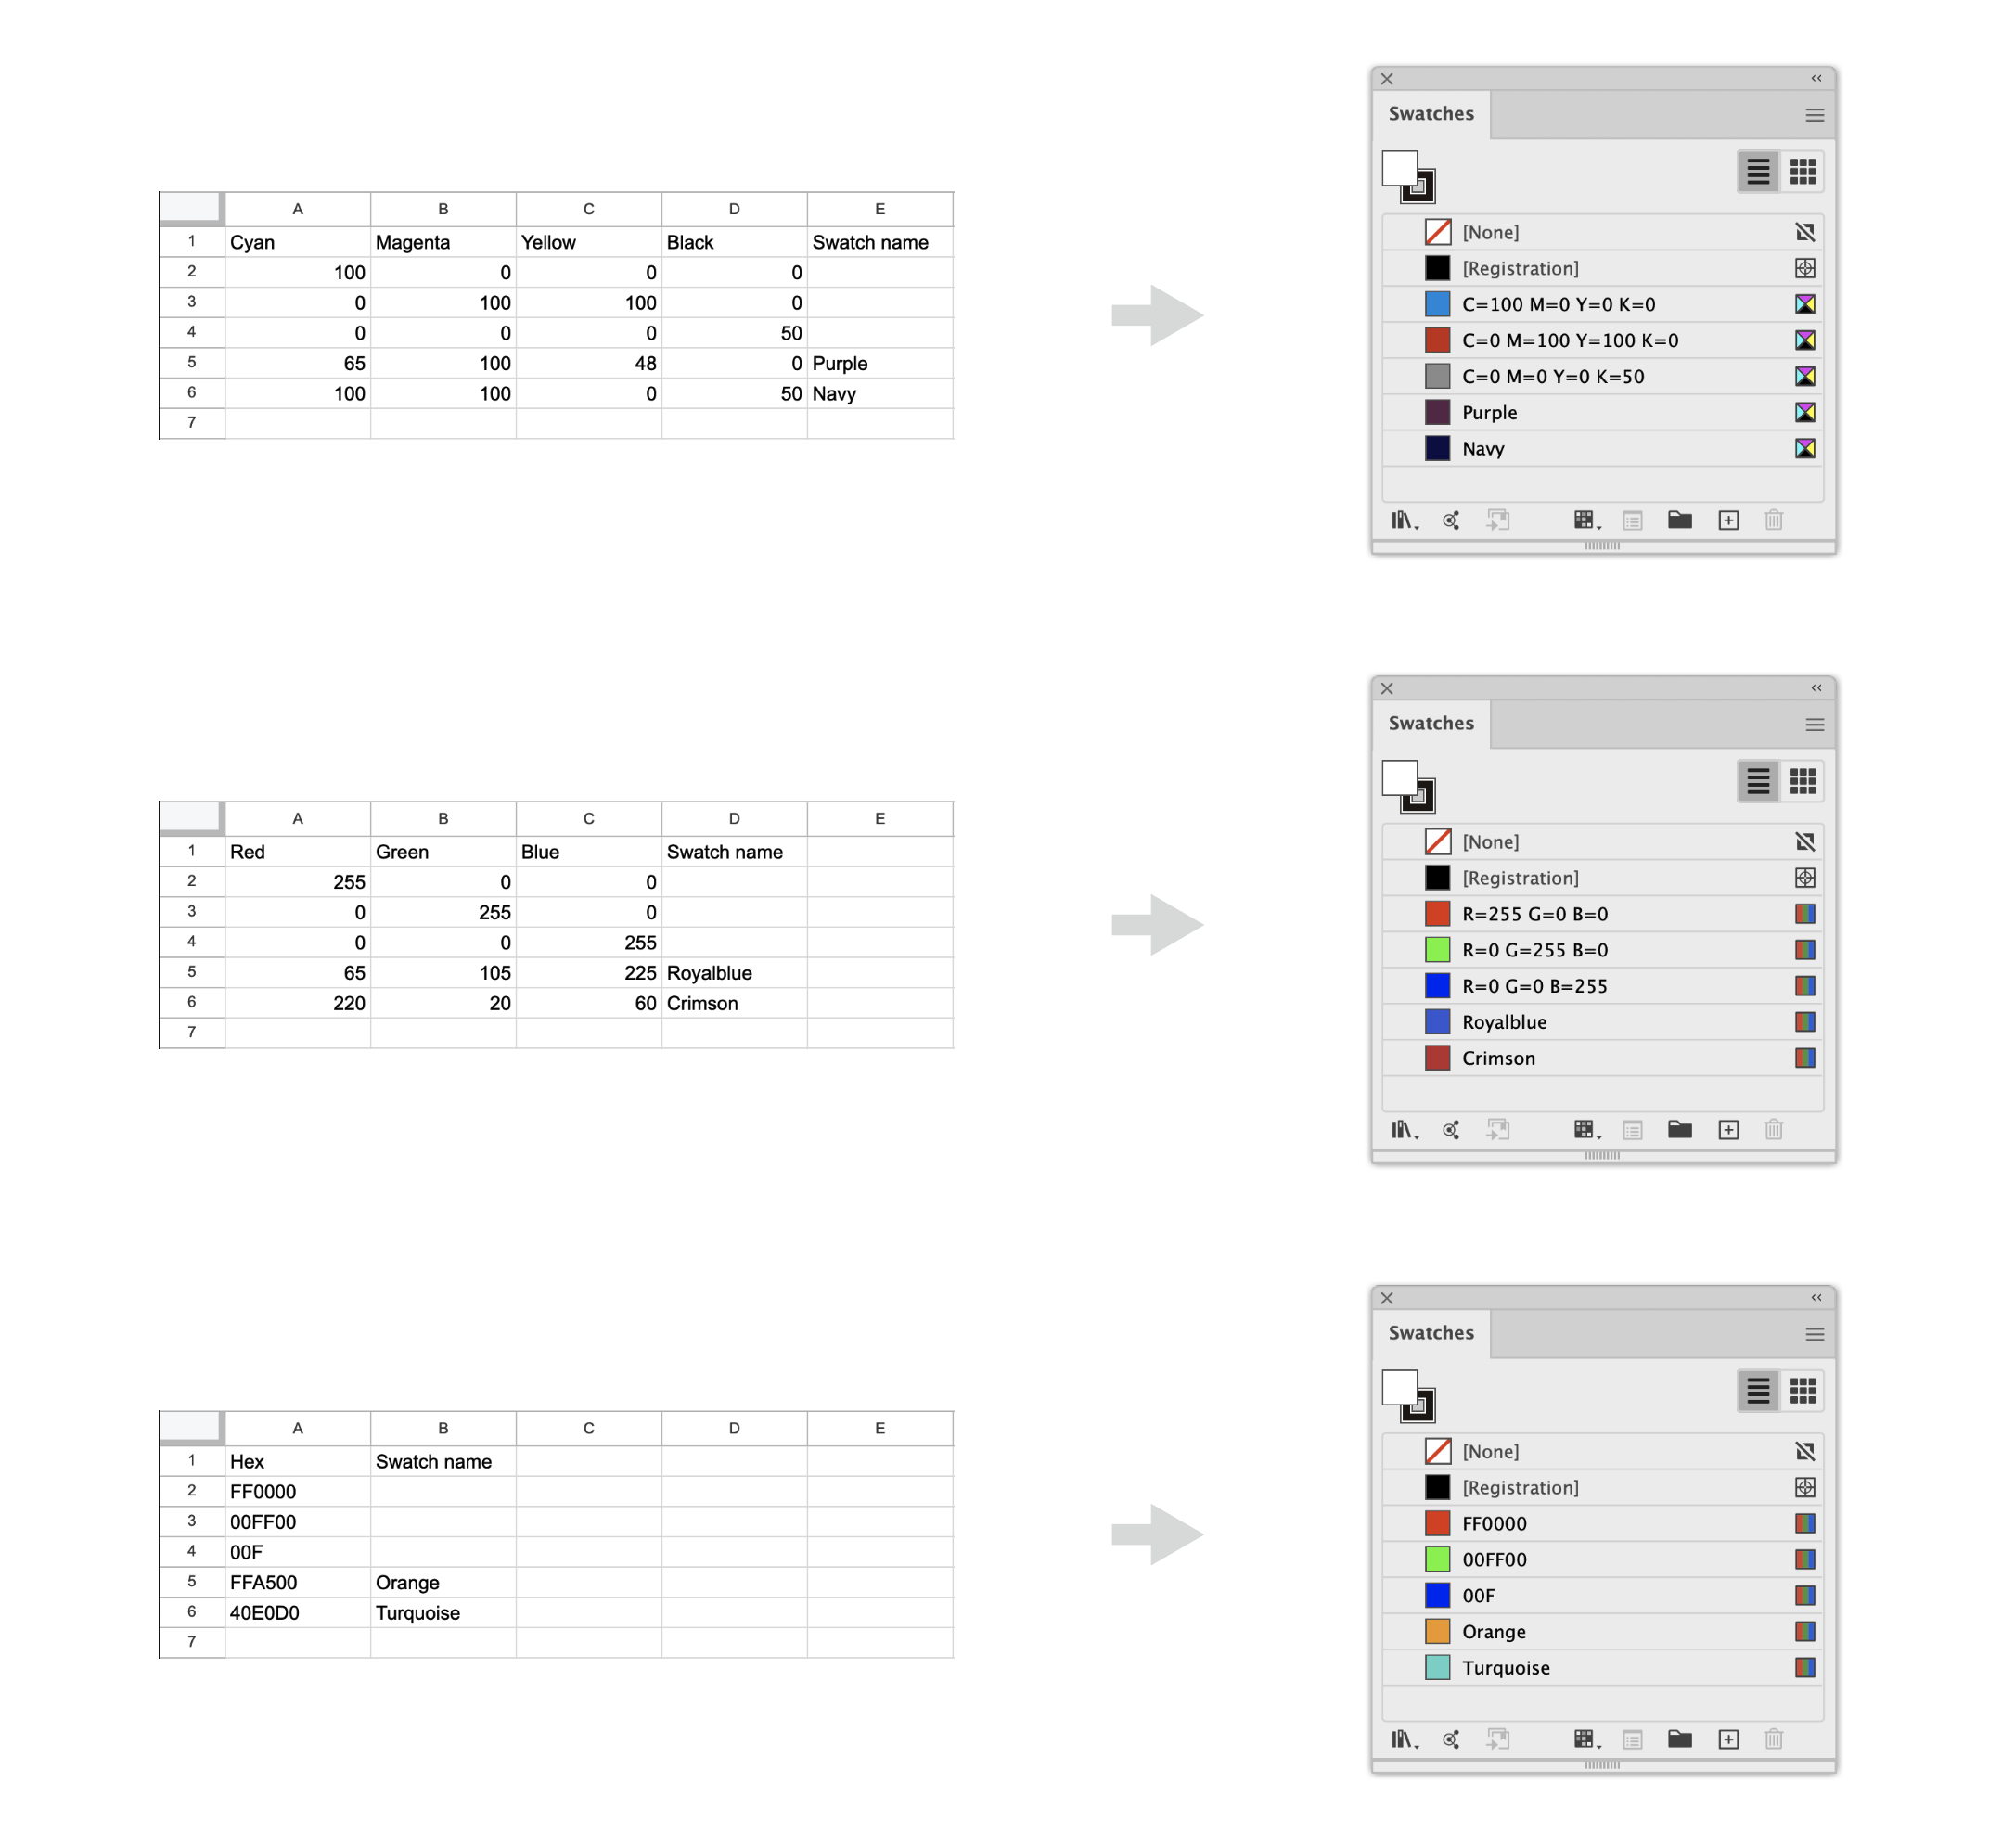 A B C D E
1 Cyan Magenta Yellow Black Swatch name
2 100 0 0 0
3 0 100 100 0
4 0 0 0 50
5 65 100 48 0 Purple
6 100 100 0 50 Navy
7
Swatches
[None]
[Registration]
C=100 M=0 Y=0 K=0
C=0 M=100 Y=100 K=0
C=0 M=0 Y=0 K=50
Purple
Navy
A B C D E
1 Red Green Blue Swatch name
2 255 0 0
3 0 255 0
4 0 0 255
5 65 105 225 Royalblue
6 220 20 60 Crimson
7
Swatches
[None]
[Registration]
R=255 G=0 B=0
R=0 G=255 B=0
R=0 G=0 B=255
Royalblue
Crimson
A B C D E
1 Hex Swatch name
2 FF0000
3 00FF00
4 00F
5 FFA500 Orange
6 40E0D0 Turquoise
7
Swatches
[None]
[Registration]
FF0000
00FF00
00F
Orange
Turquoise